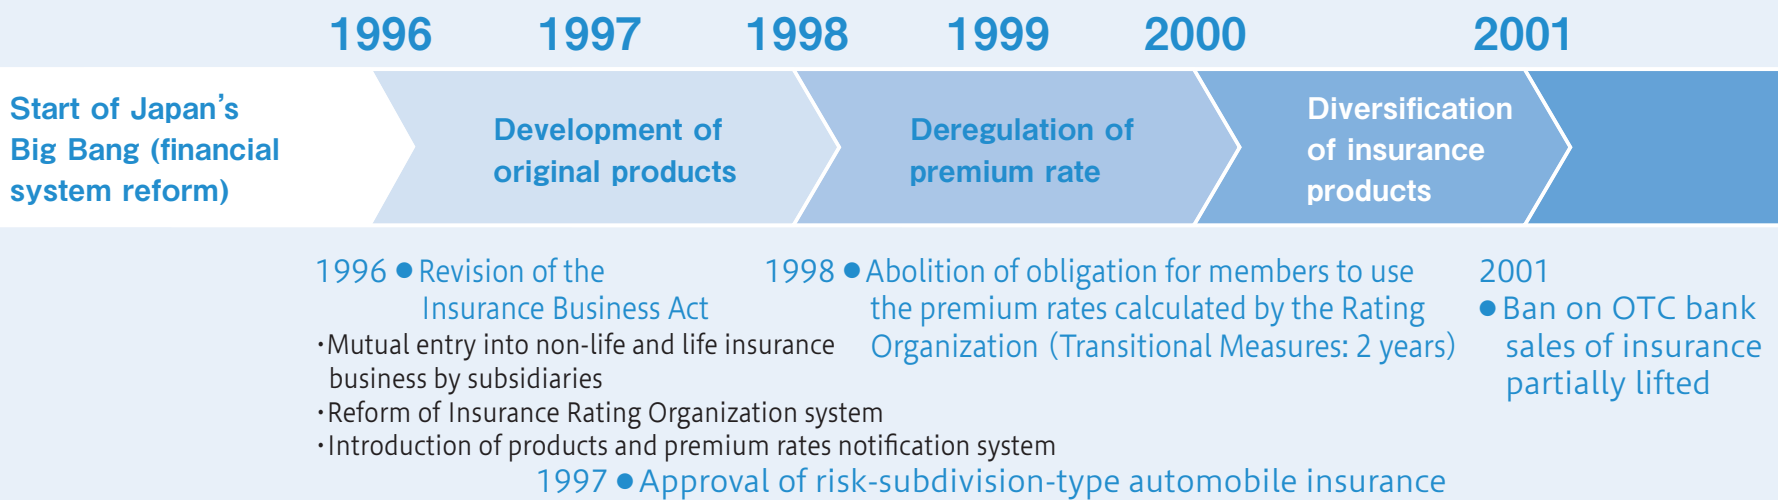 1996 1997 1998 1999 2000 2001
Start of Japan's
Big Bang (financial
system reform)
Development of
original products
Deregulation of
premium rate
Diversification
of insurance
products
1996 ● Revision of the
Insurance Business Act
・Mutual entry into non-life and life insurance
business by subsidiaries
・Reform of Insurance Rating Organization system
・Introduction of products and premium rates notification system
1997 ● Approval of risk-subdivision-type automobile insurance
1998 ● Abolition of obligation for members to use
the premium rates calculated by the Rating
Organization (Transitional Measures: 2 years)
2001
● Ban on OTC bank
sales of insurance
partially lifted